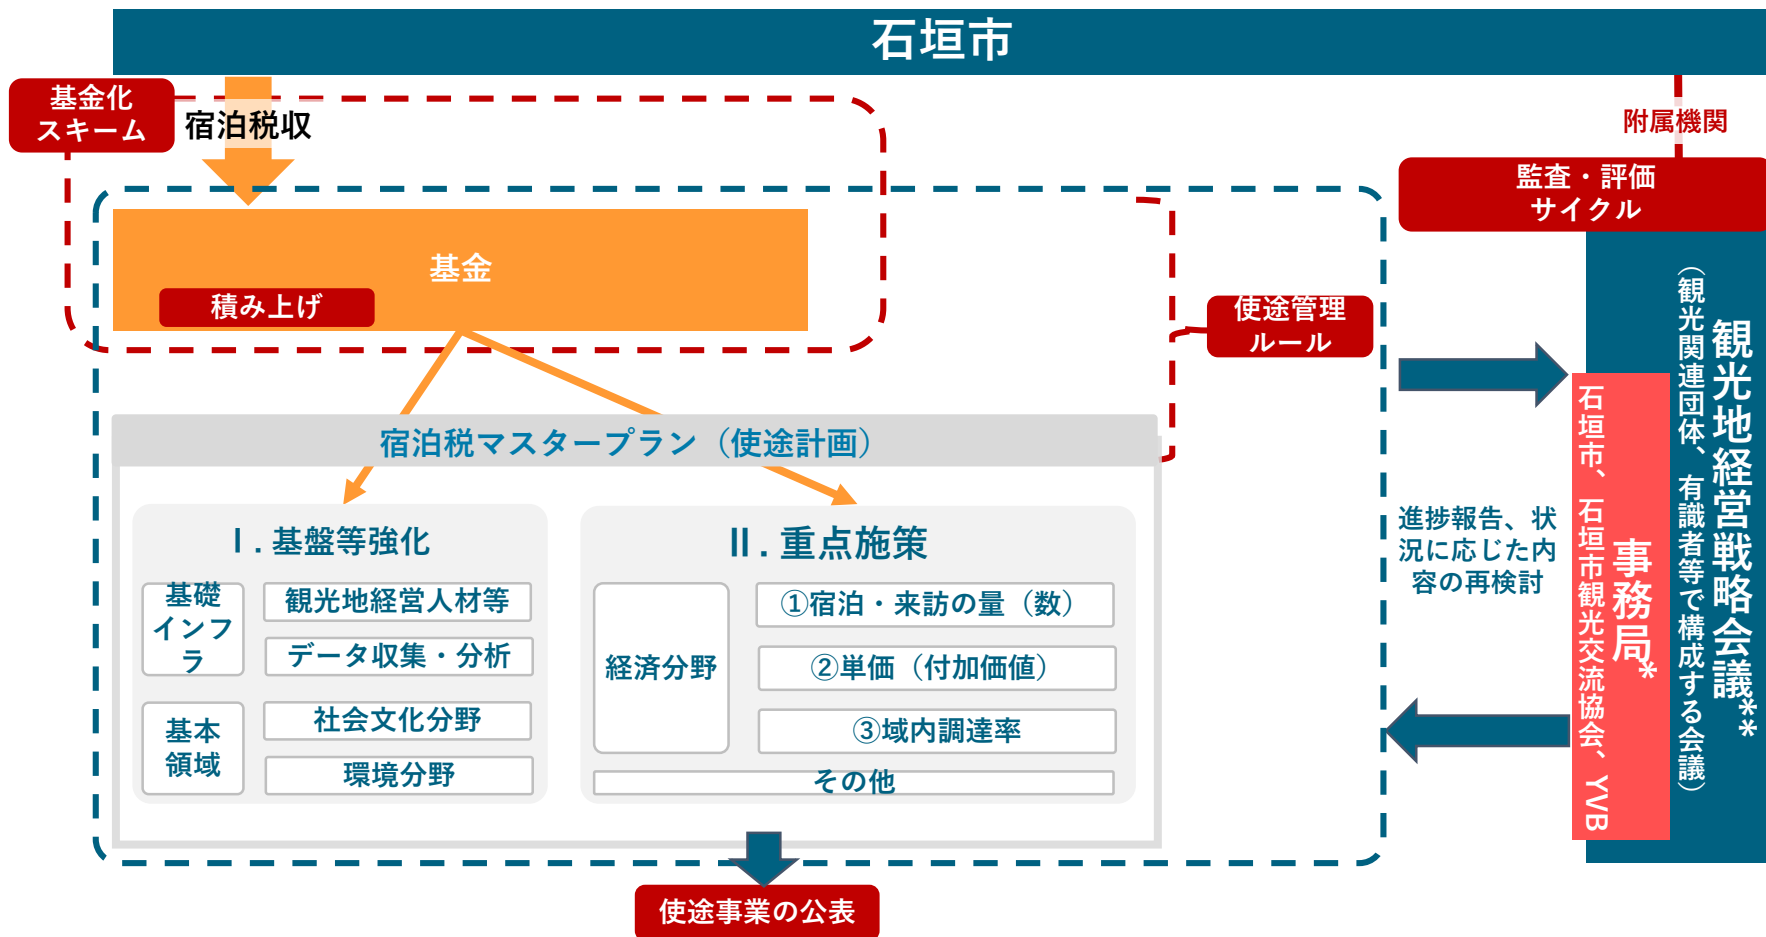 石垣市
基金化
スキーム
宿泊税収
附属機関
監査・評価
サイクル
基金
積み上げ
使途管理
ルール
宿泊税マスタープラン（使途計画）
Ⅰ．基盤等強化
基礎
インフ
ラ
観光地経営人材等
データ収集・分析
基本
領域
社会文化分野
環境分野
Ⅱ．重点施策
経済分野
①宿泊・来訪の量（数）
②単価（付加価値）
③域内調達率
その他
進捗報告、状
況に応じた内
容の再検討
観光地経営戦略会議**
（観光関連団体、有識者等で構成する会議）
事務局*
石垣市、石垣市観光交流協会、YVB
使途事業の公表